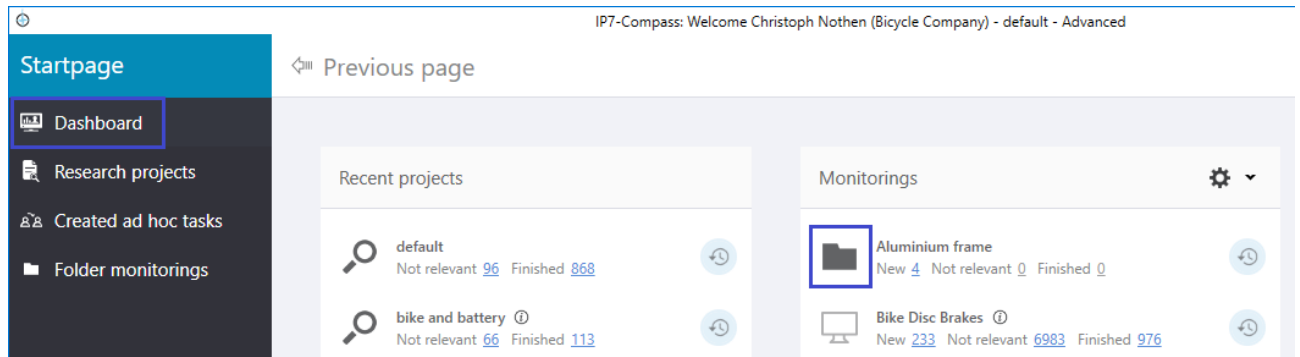 IP7-Compass: Welcome Christoph Nothen (Bicycle Company) - default - Advanced
Startpage
Previous page
Dashboard
Research projects
Created ad hoc tasks
Folder monitorings
Recent projects
default
Not relevant 96 Finished 868
bike and battery
Not relevant 66 Finished 113
Monitorings
Aluminium frame
New 4 Not relevant 0 Finished 0
Bike Disc Brakes
New 233 Not relevant 6983 Finished 976